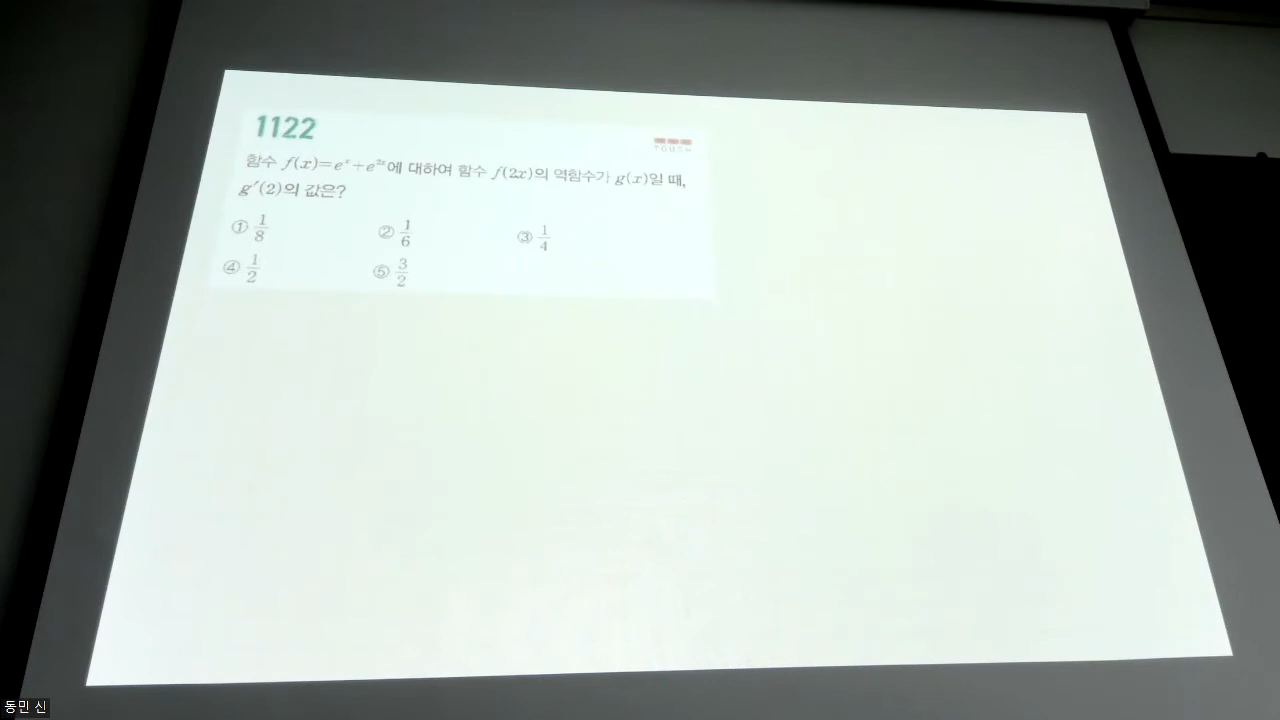 1122
TOUCH
함수 f(x)=e^x+e^{2x}에 대하여 함수 f(2x)의 역함수가 g(x)일 때,
g′(2)의 값은?
① 1/8 ② 1/6 ③ 1/4
④ 1/2 ⑤ 3/2
동민 신